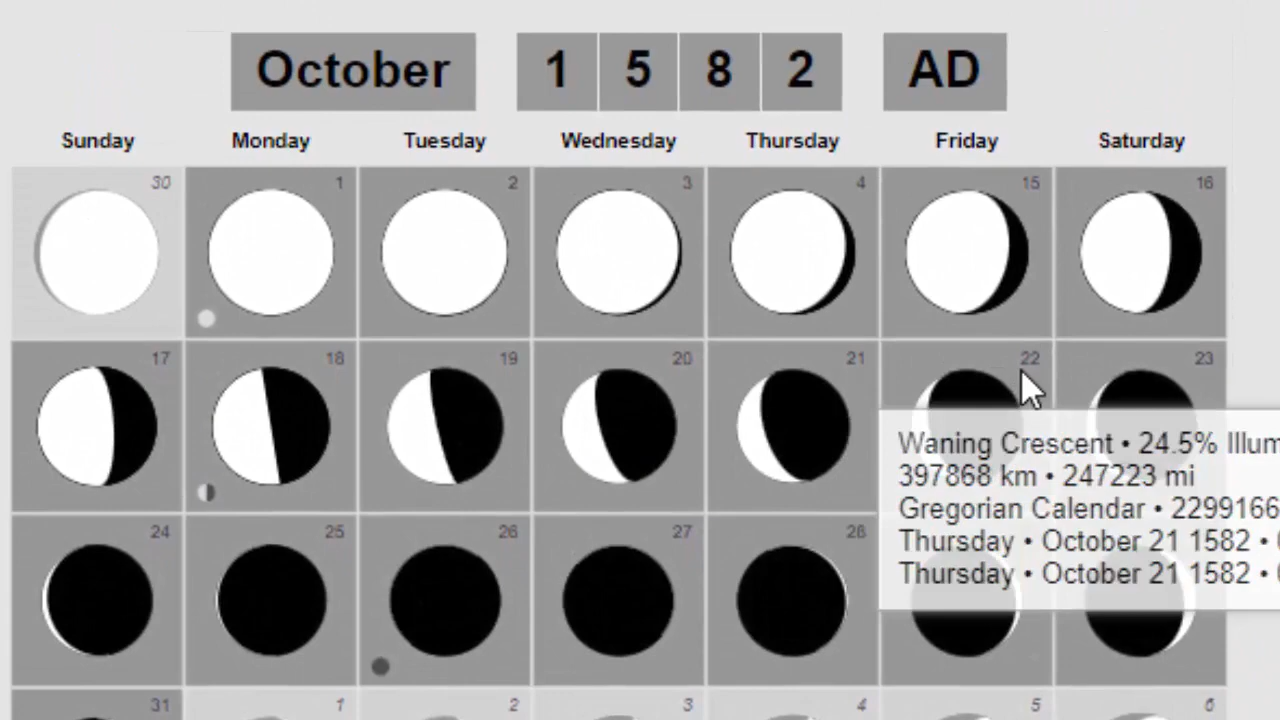 October 1 5 8 2 AD
Sunday Monday Tuesday Wednesday Thursday Friday Saturday
30 1 2 3 4 15 16
17 18 19 20 21 22 23
Waning Crescent • 24.5% Illum
397868 km • 247223 mi
Gregorian Calendar • 2299166
Thursday • October 21 1582 •
Thursday • October 21 1582 •
24 25 26 27 28
31 1 2 3 4 5 6